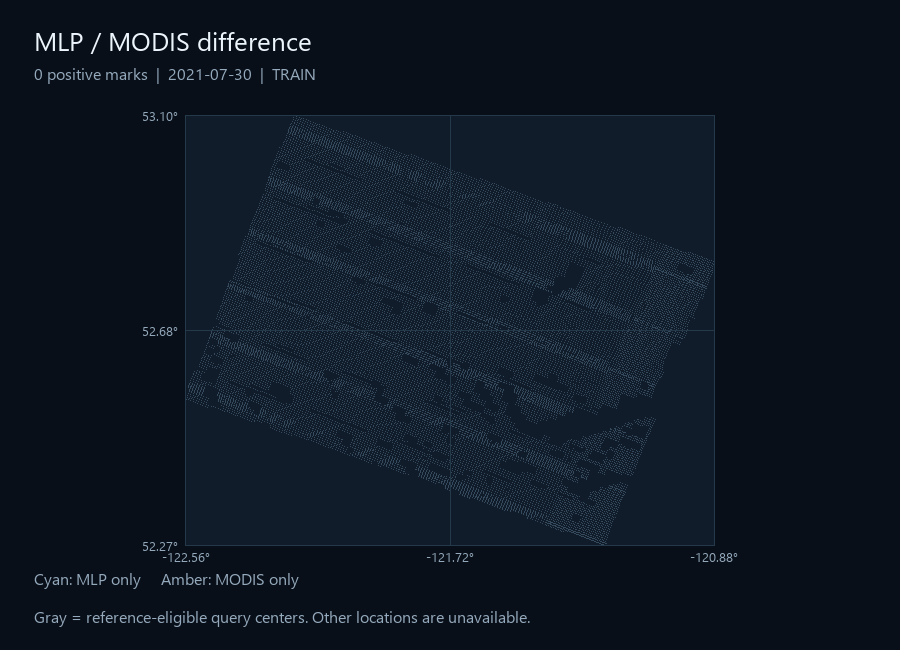 MLP / MODIS difference
0 positive marks | 2021-07-30 | TRAIN
53.10°
52.68°
52.27°
-122.56° -121.72° -120.88°
Cyan: MLP only Amber: MODIS only
Gray = reference-eligible query centers. Other locations are unavailable.